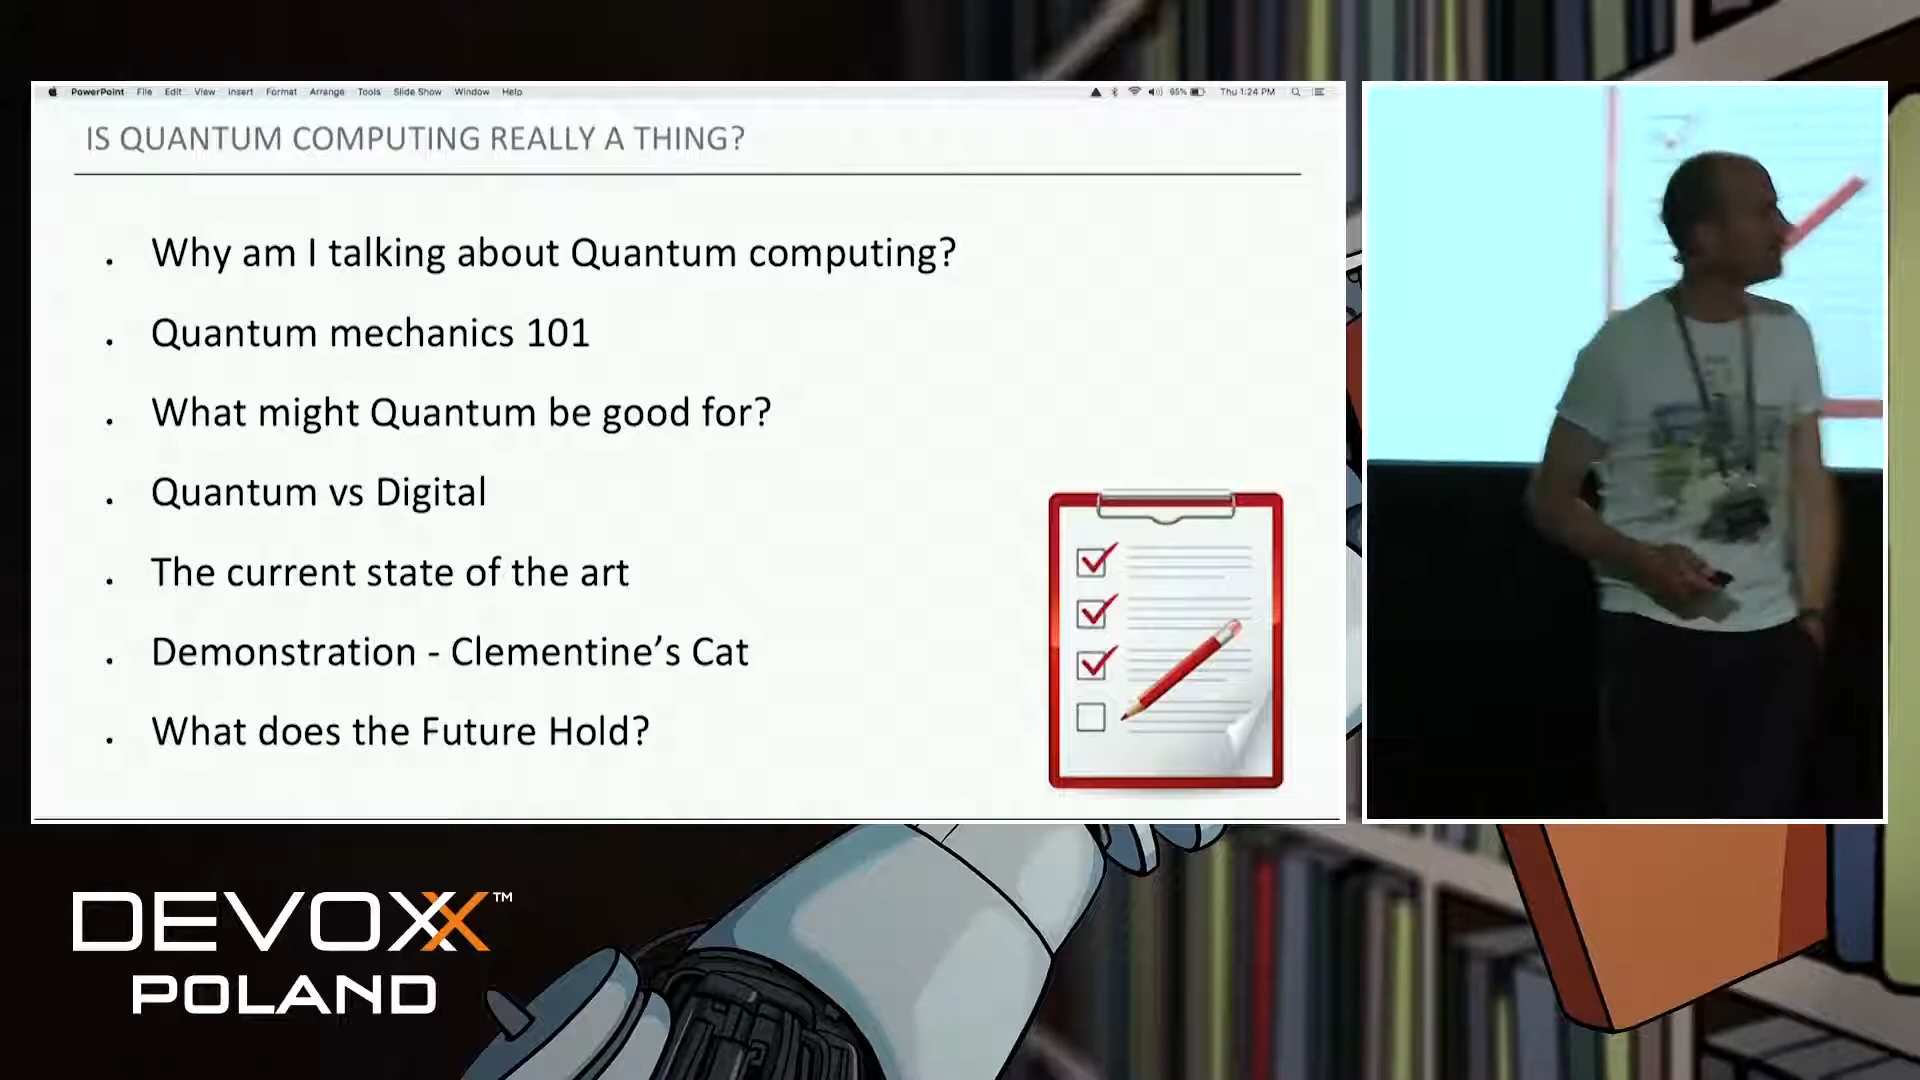 PowerPoint File Edit View Insert Format Arrange Tools Slide Show Window Help 65% Thu 1:24 PM
IS QUANTUM COMPUTING REALLY A THING?
. Why am I talking about Quantum computing?
. Quantum mechanics 101
. What might Quantum be good for?
. Quantum vs Digital
. The current state of the art
. Demonstration - Clementine’s Cat
. What does the Future Hold?
DEVOXX™
POLAND